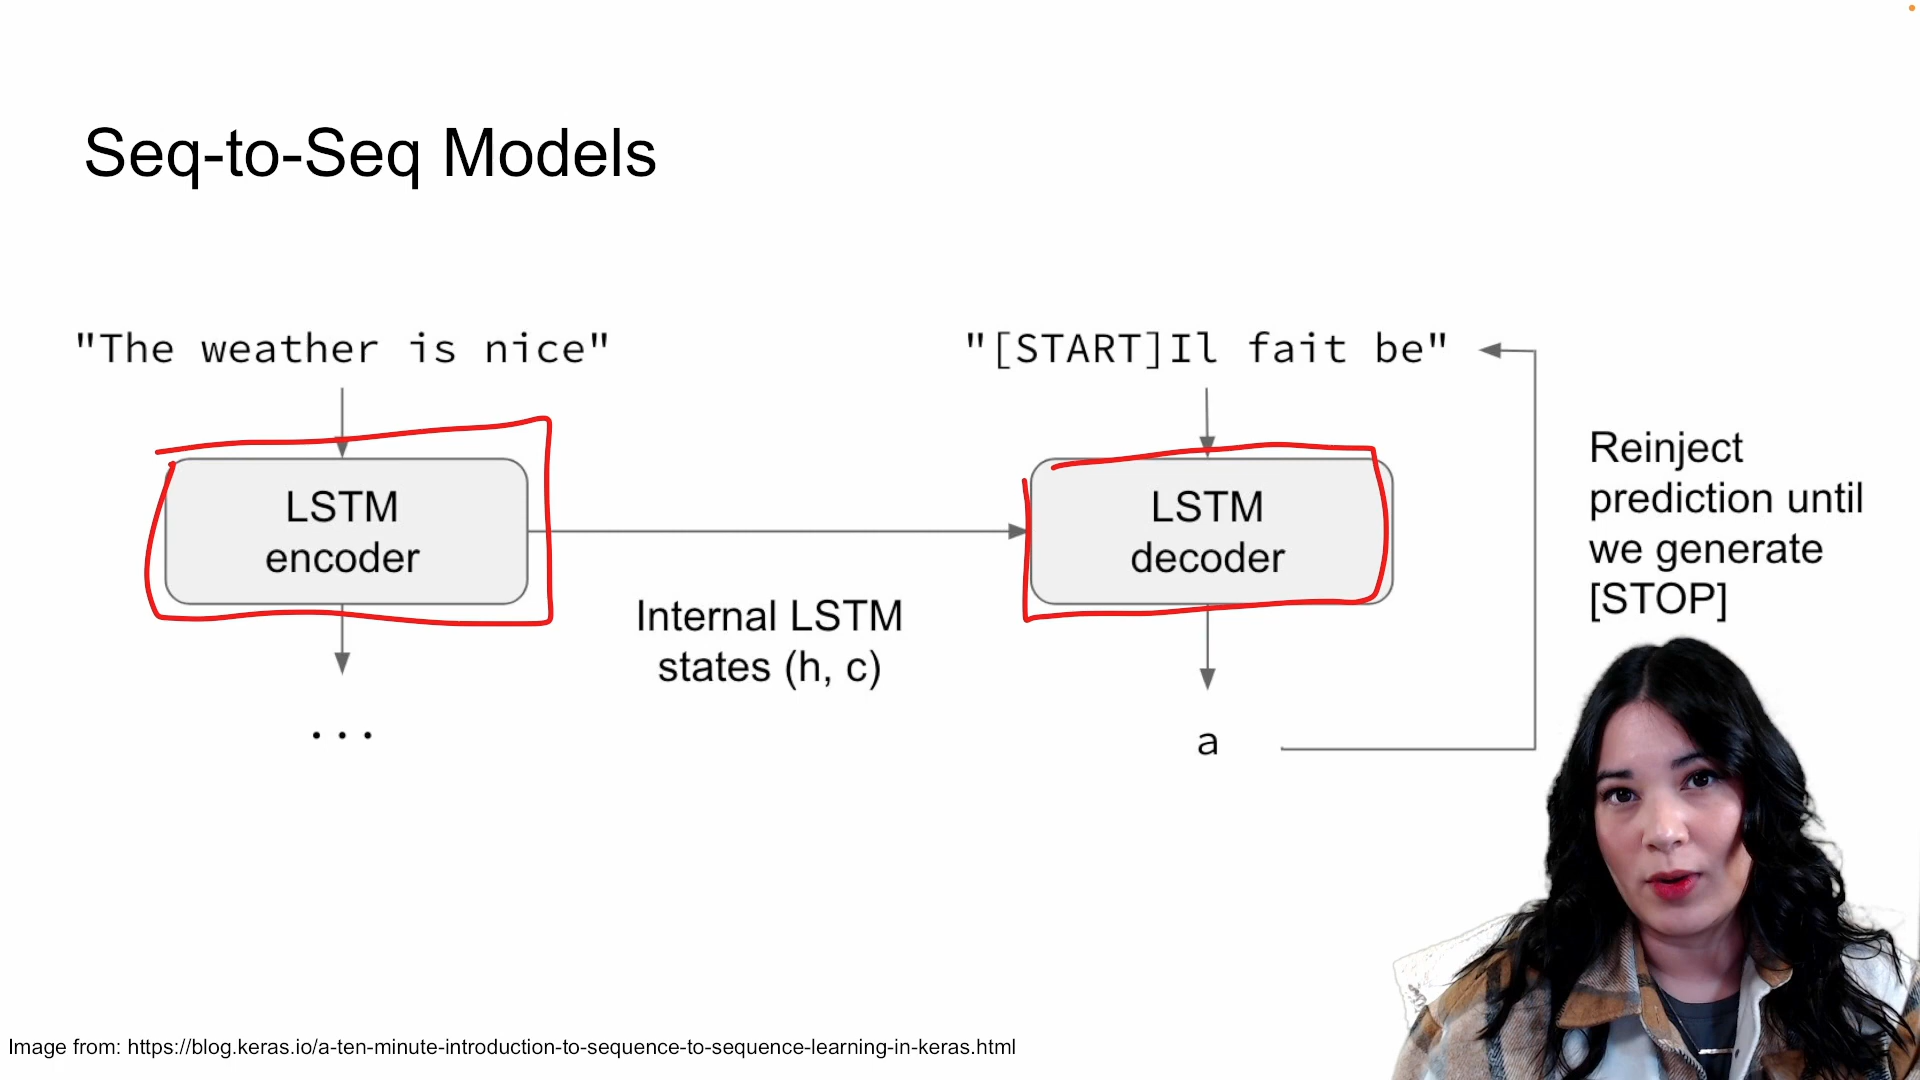 Seq-to-Seq Models
"The weather is nice"
"[START]Il fait be"
LSTM
encoder
LSTM
decoder
Internal LSTM
states (h, c)
Reinject
prediction until
we generate
[STOP]
...
a
Image from: https://blog.keras.io/a-ten-minute-introduction-to-sequence-to-sequence-learning-in-keras.html